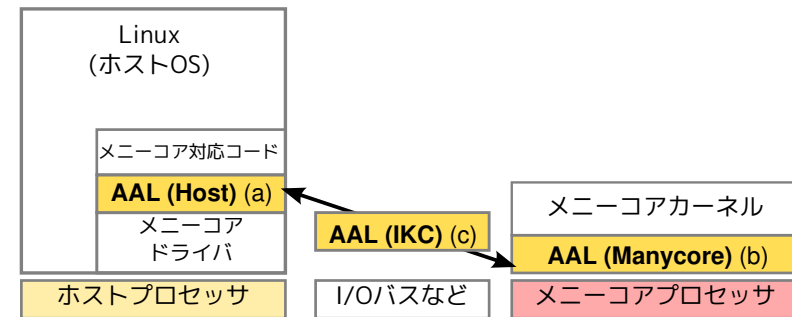 Linux
(ホストOS)
メニーコア対応コード
AAL (Host) (a)
メニーコア
ドライバ
AAL (IKC) (c)
メニーコアカーネル
AAL (Manycore) (b)
ホストプロセッサ
I/Oバスなど
メニーコアプロセッサ